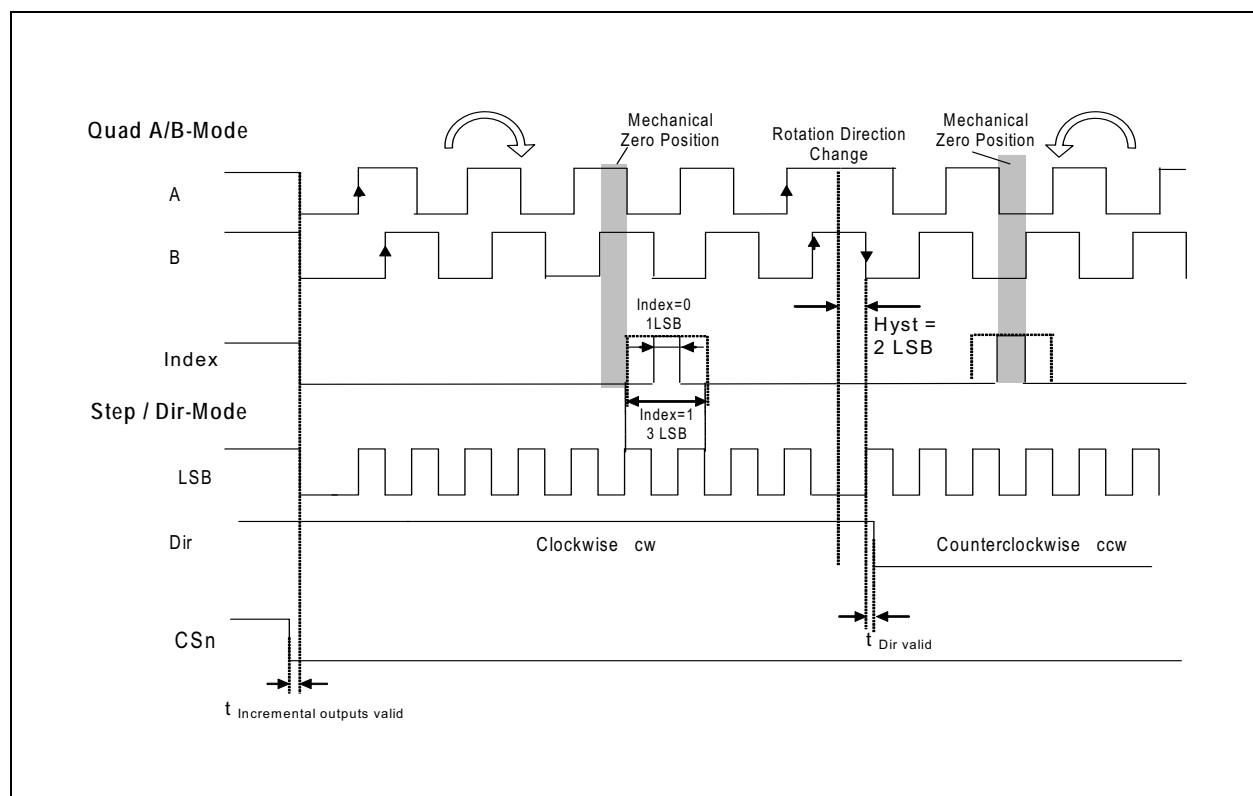 Quad A/B-Mode
Mechanical
Zero Position
Rotation Direction
Change
Mechanical
Zero Position
A
B
Index=0
1LSB
Hyst =
2 LSB
Index
Step / Dir-Mode
Index=1
3 LSB
LSB
Dir
Clockwise cw
Counterclockwise ccw
CSn
t Dir valid
t Incremental outputs valid